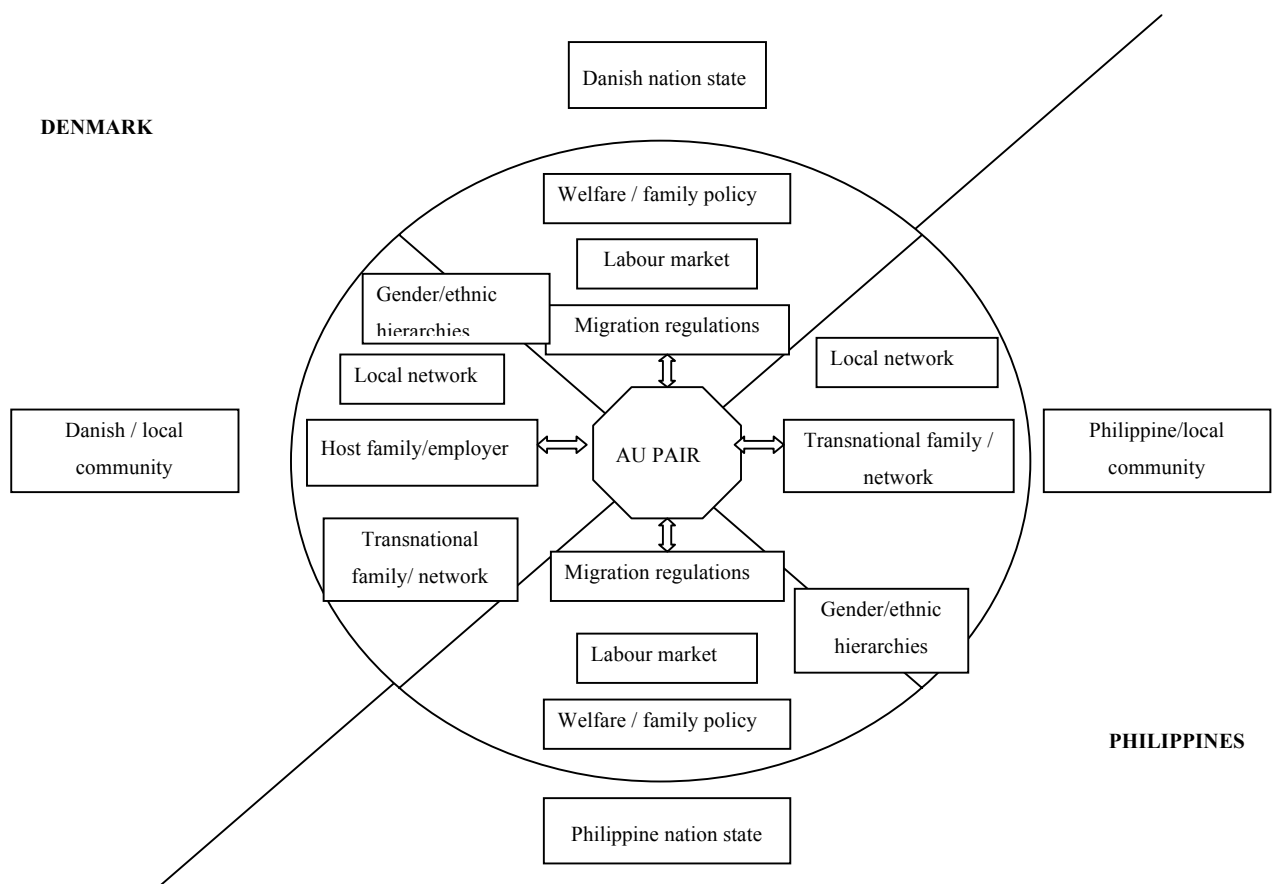 Danish nation state
DENMARK
Welfare / family policy
Labour market
Gender/ethnic
hierarchies
Migration regulations
Local network
Local network
Danish / local
community
Host family/employer
AU PAIR
Transnational family /
network
Philippine/local
community
Transnational
family/ network
Migration regulations
Gender/ethnic
hierarchies
Labour market
Welfare / family policy
PHILIPPINES
Philippine nation state